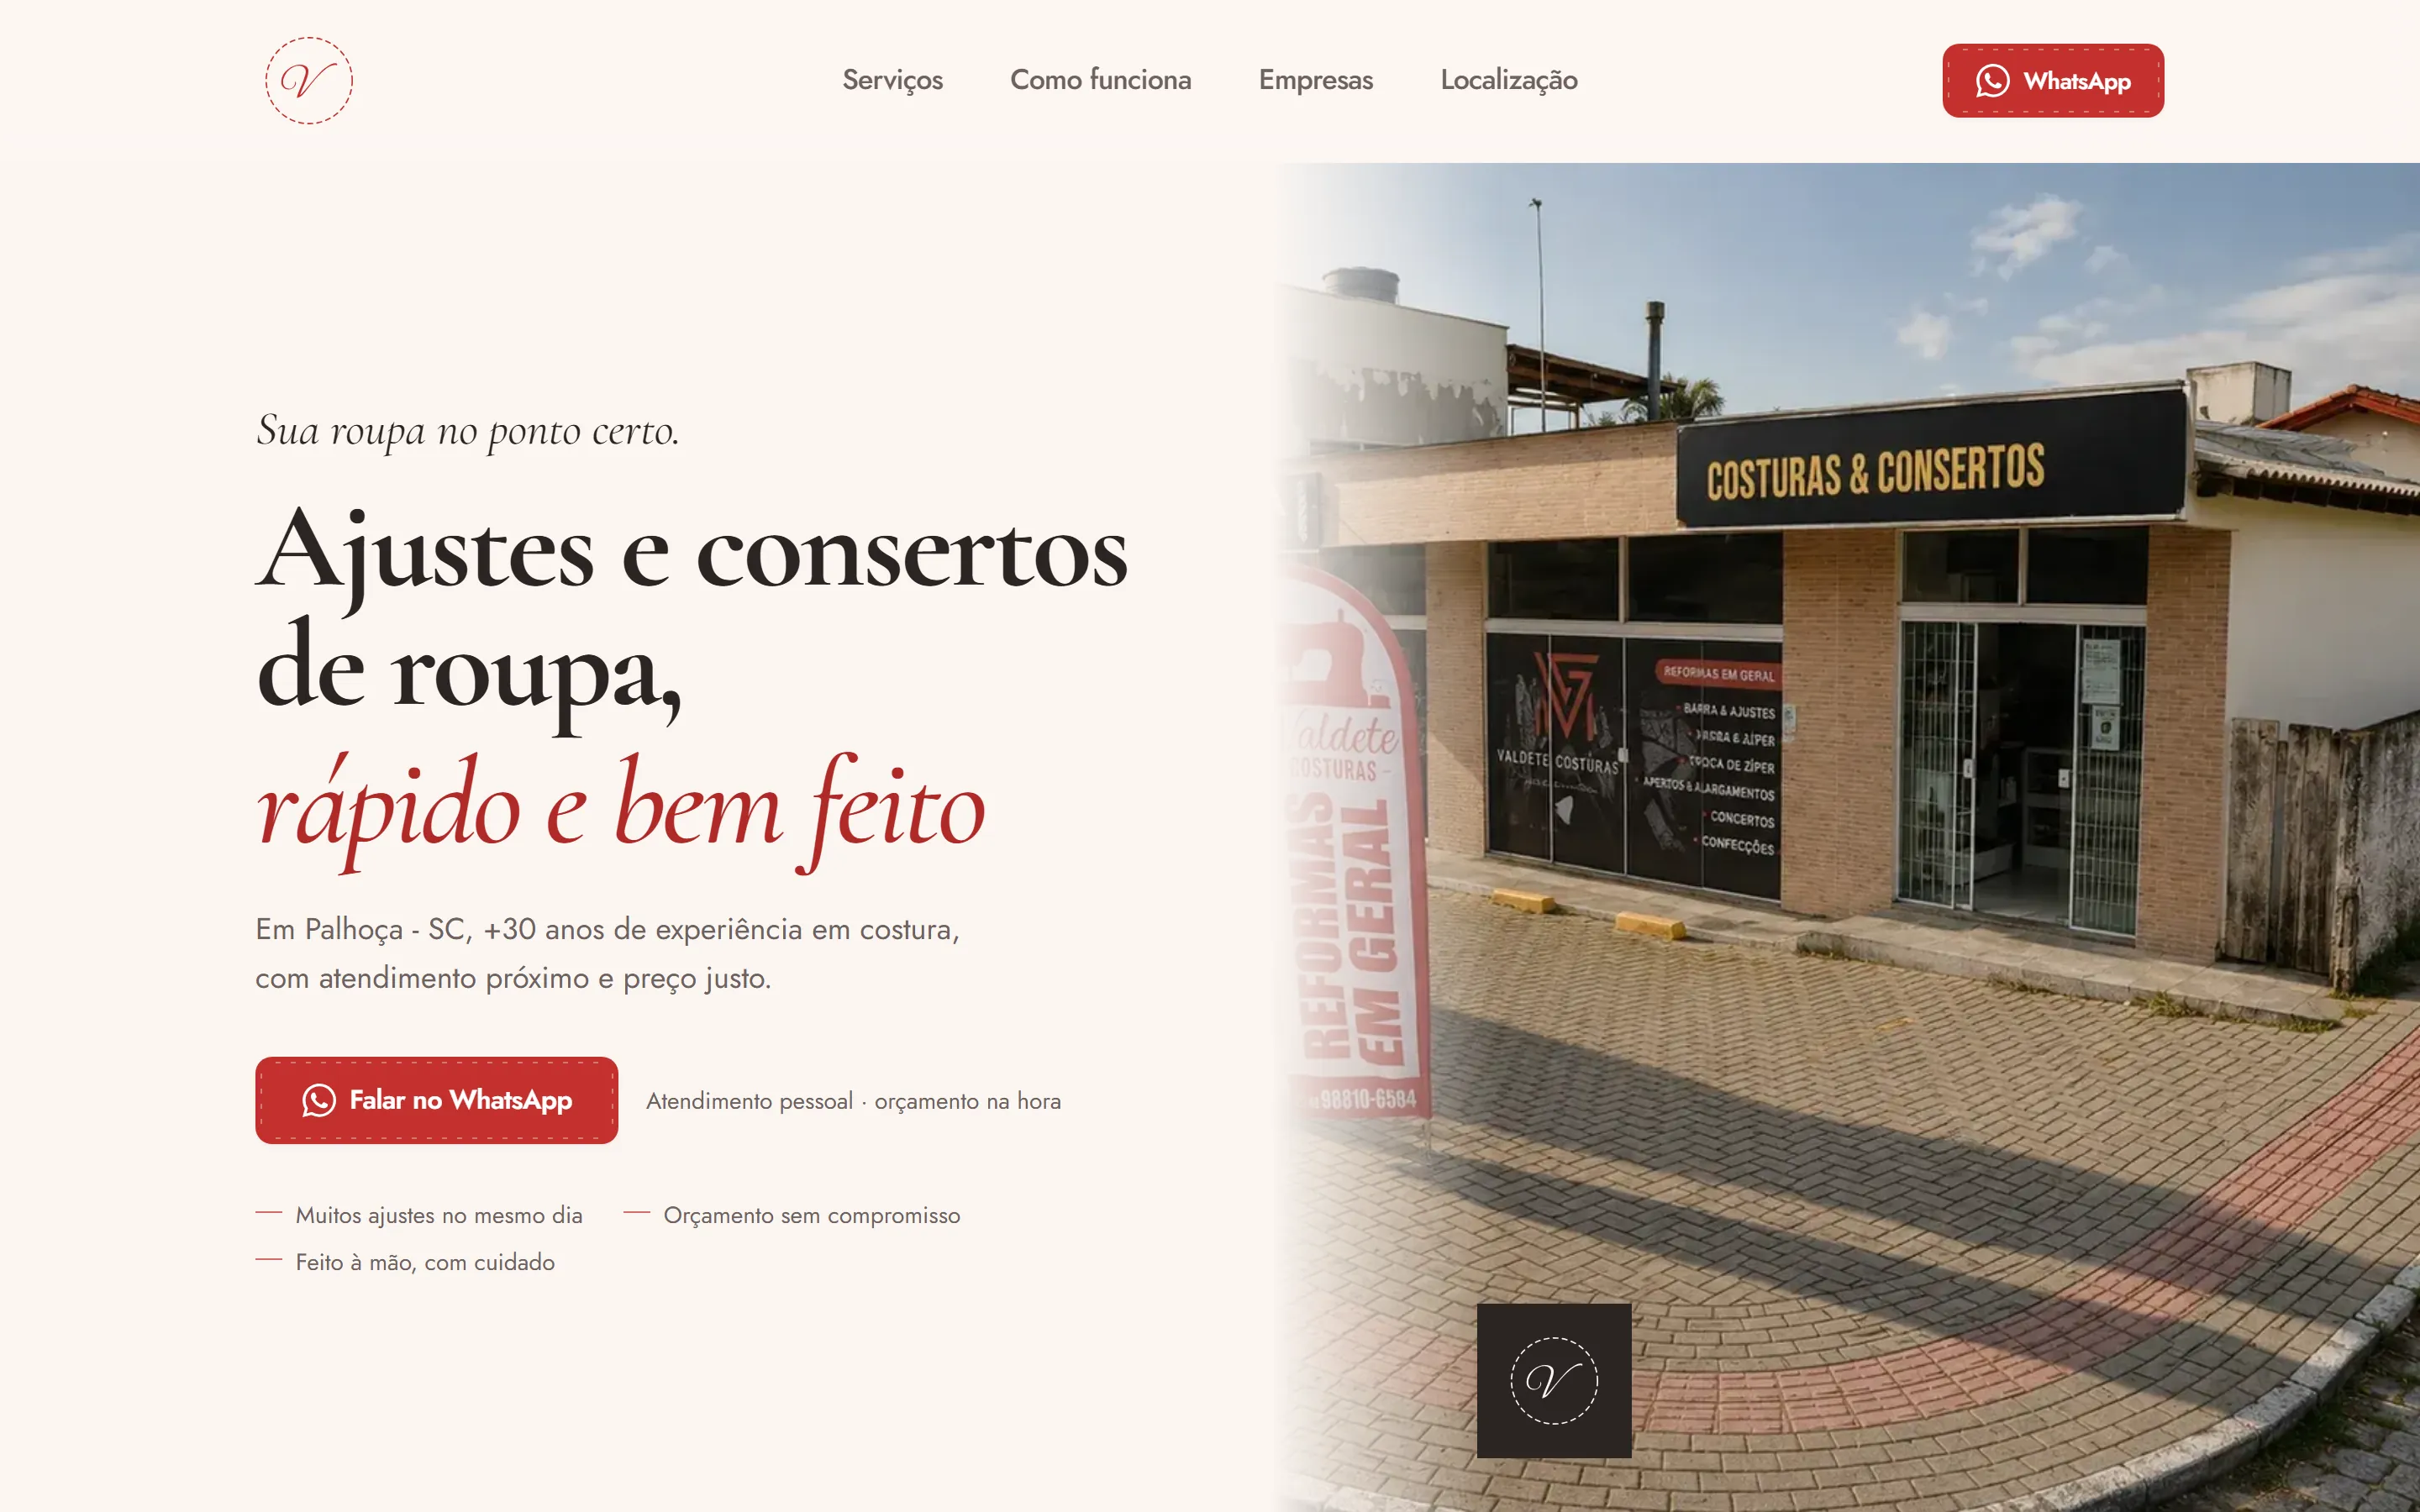 V
Serviços
Como funciona
Empresas
Localização
WhatsApp
Sua roupa no ponto certo.
Ajustes e consertos
de roupa,
rápido e bem feito
Em Palhoça - SC, +30 anos de experiência em costura,
com atendimento próximo e preço justo.
Falar no WhatsApp
Atendimento pessoal · orçamento na hora
Muitos ajustes no mesmo dia
Orçamento sem compromisso
Feito à mão, com cuidado
COSTURAS & CONSERTOS
VALDETE COSTURAS
REFORMAS EM GERAL
BARRA & AJUSTES
TROCA DE ZÍPER
APERTOS & ALARGAMENTOS
CONCERTOS
CONFECÇÕES
Valdete
COSTURAS
REFORMAS
EM GERAL
98810-6584
V